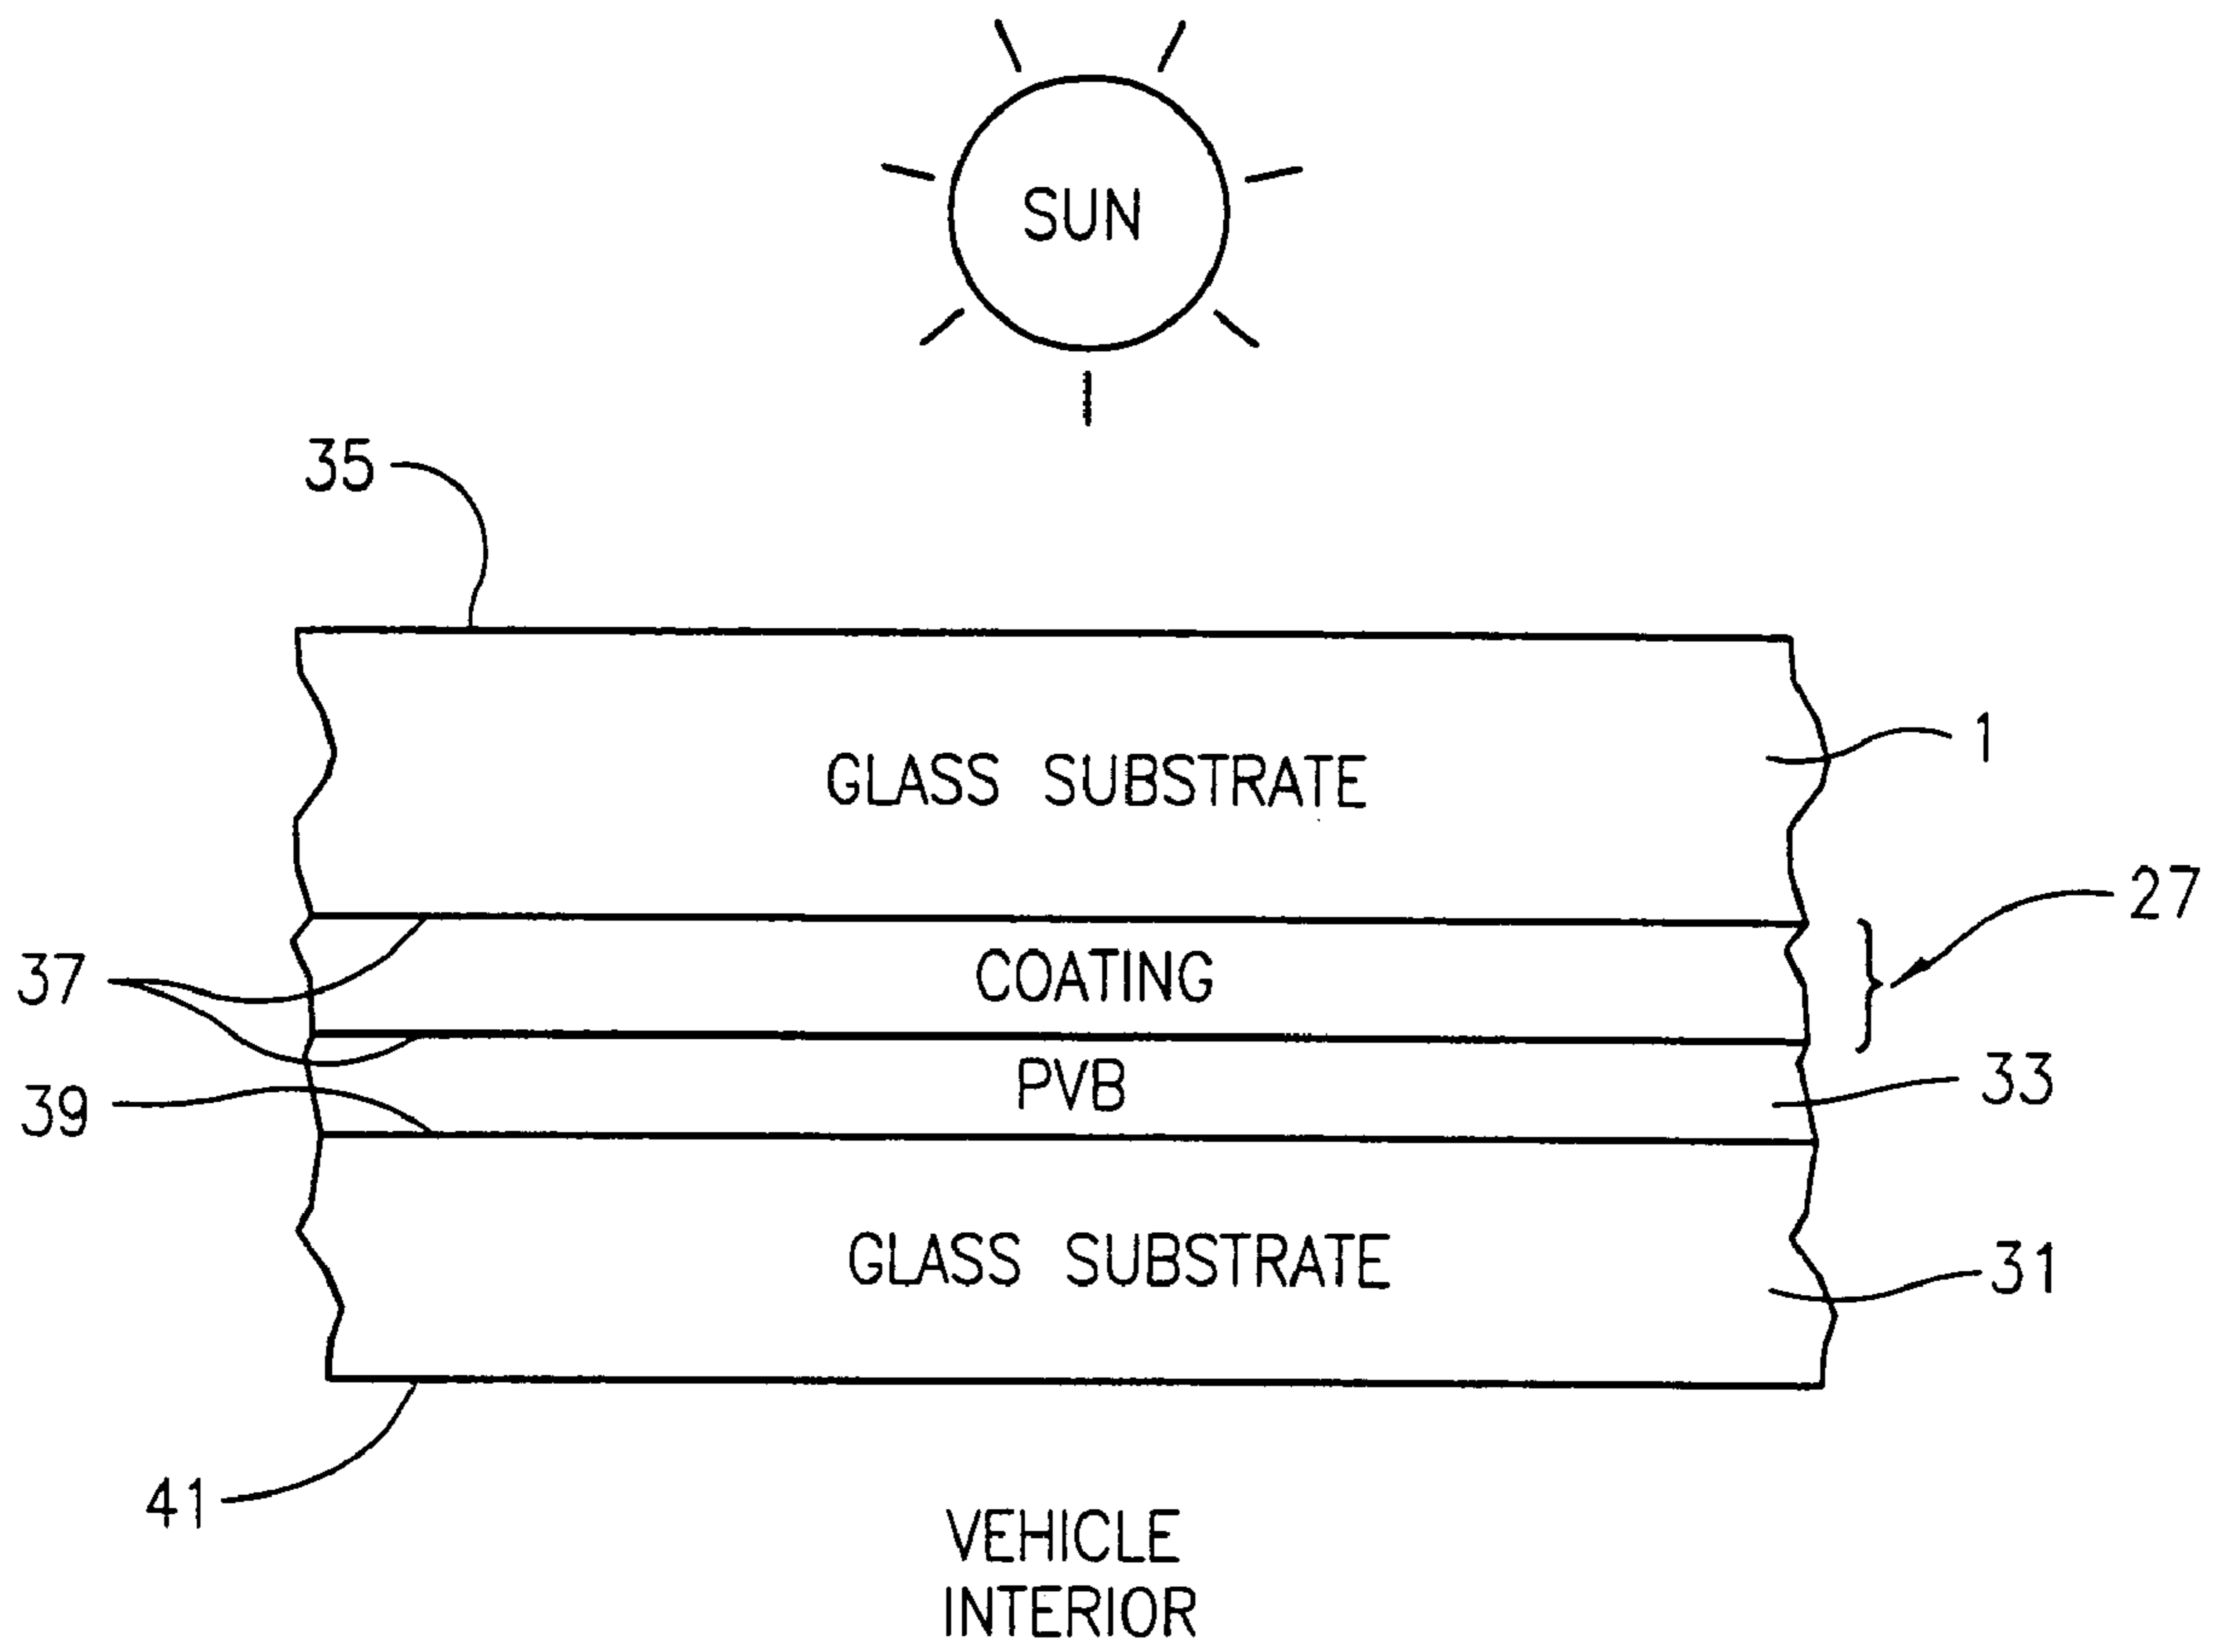 SUN
35
GLASS SUBSTRATE
1
27
COATING
37
PVB
33
39
GLASS SUBSTRATE
31
41
VEHICLE
INTERIOR